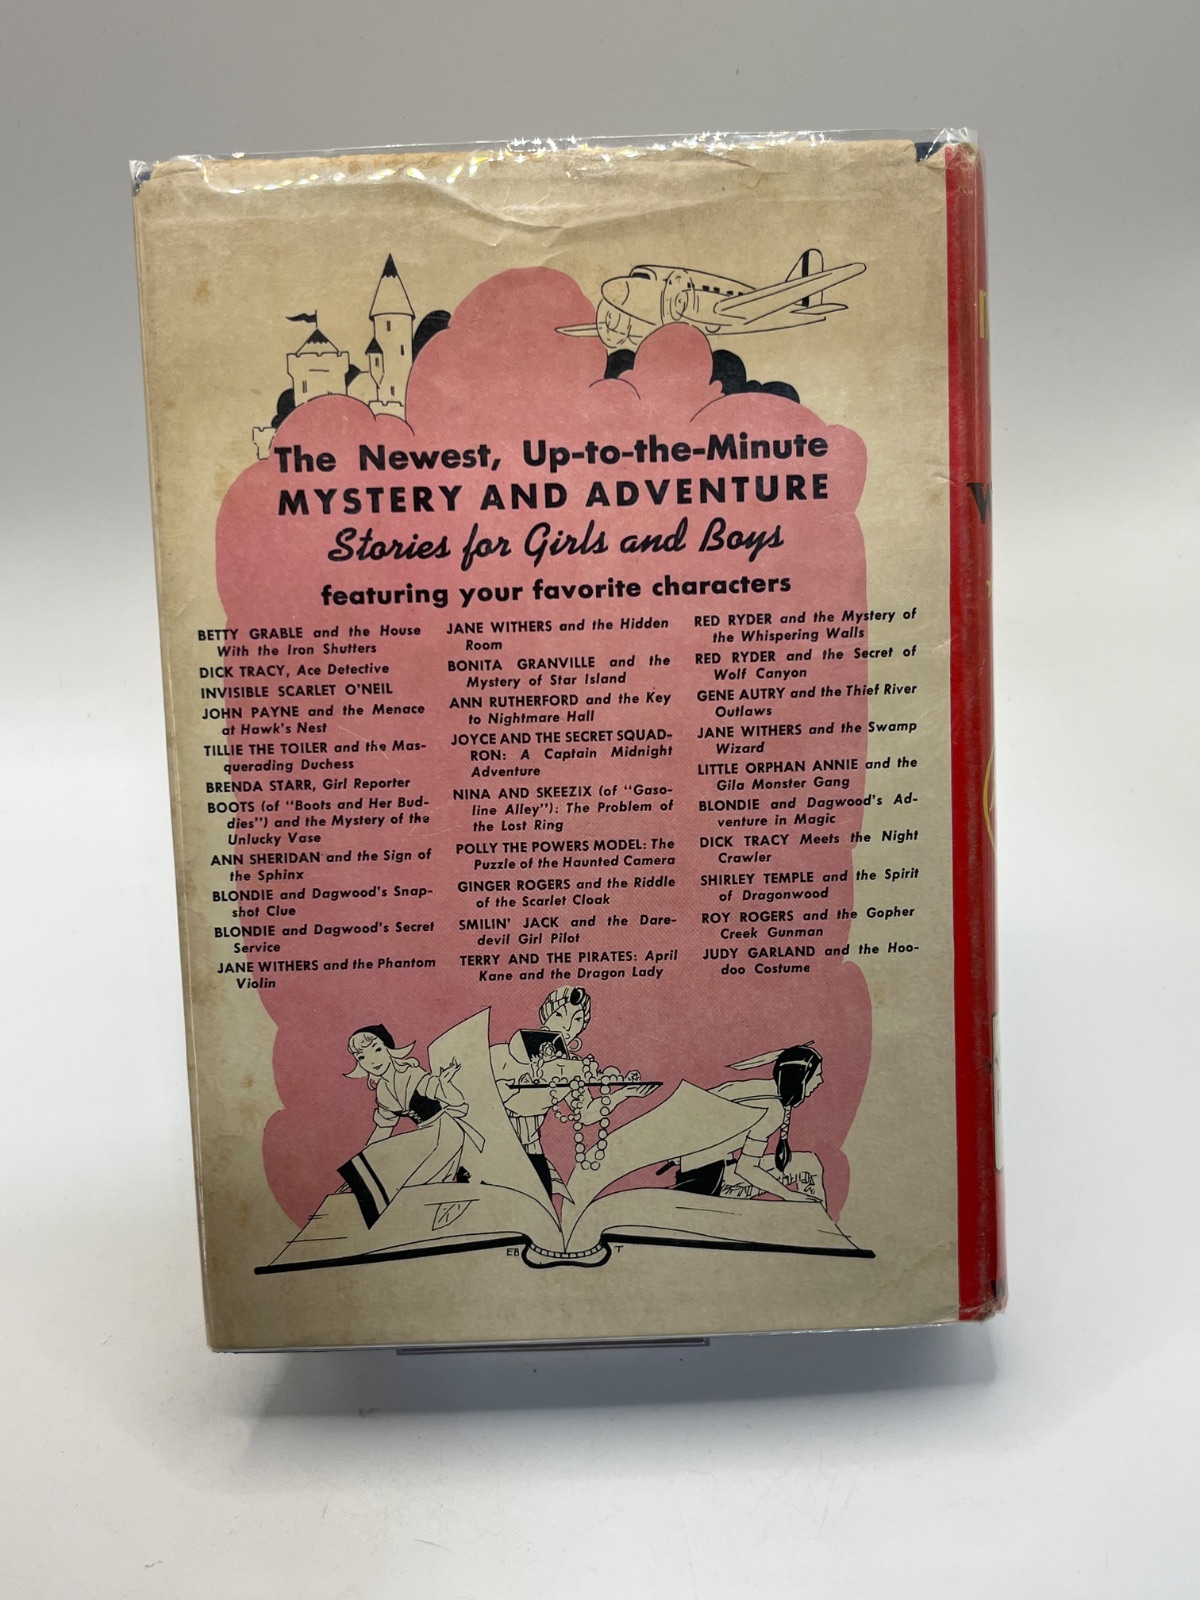 The Newest, Up-to-the-Minute
MYSTERY AND ADVENTURE
Stories for Girls and Boys
featuring your favorite characters
BETTY GRABLE and the House
With the Iron Shutters
DICK TRACY, Ace Detective
INVISIBLE SCARLET O'NEIL
JOHN PAYNE and the Menace
at Hawk's Nest
TILLIE THE TOILER and the Mas-
querading Duchess
BRENDA STARR, Girl Reporter
BOOTS (of "Boots and Her Bud-
dies") and the Mystery of the
Unlucky Vase
ANN SHERIDAN and the Sign of
the Sphinx
BLONDIE and Dagwood's Snap-
shot Clue
BLONDIE and Dagwood's Secret
Service
JANE WITHERS and the Phantom
Violin
JANE WITHERS and the Hidden
Room
BONITA GRANVILLE and the
Mystery of Star Island
ANN RUTHERFORD and the Key
to Nightmare Hall
JOYCE AND THE SECRET SQUAD-
RON: A Captain Midnight
Adventure
NINA AND SKEEZIX (of "Gaso-
line Alley"): The Problem of
the Lost Ring
POLLY THE POWERS MODEL: The
Puzzle of the Haunted Camera
GINGER ROGERS and the Riddle
of the Scarlet Cloak
SMILIN' JACK and the Dare-
devil Girl Pilot
TERRY AND THE PIRATES: April
Kane and the Dragon Lady
RED RYDER and the Mystery of
the Whispering Walls
RED RYDER and the Secret of
Wolf Canyon
GENE AUTRY and the Thief River
Outlaws
JANE WITHERS and the Swamp
Wizard
LITTLE ORPHAN ANNIE and the
Gila Monster Gang
BLONDIE and Dagwood's Ad-
venture in Magic
DICK TRACY Meets the Night
Crawler
SHIRLEY TEMPLE and the Spirit
of Dragonwood
ROY ROGERS and the Gopher
Creek Gunman
JUDY GARLAND and the Hoo-
doo Costume
EB T